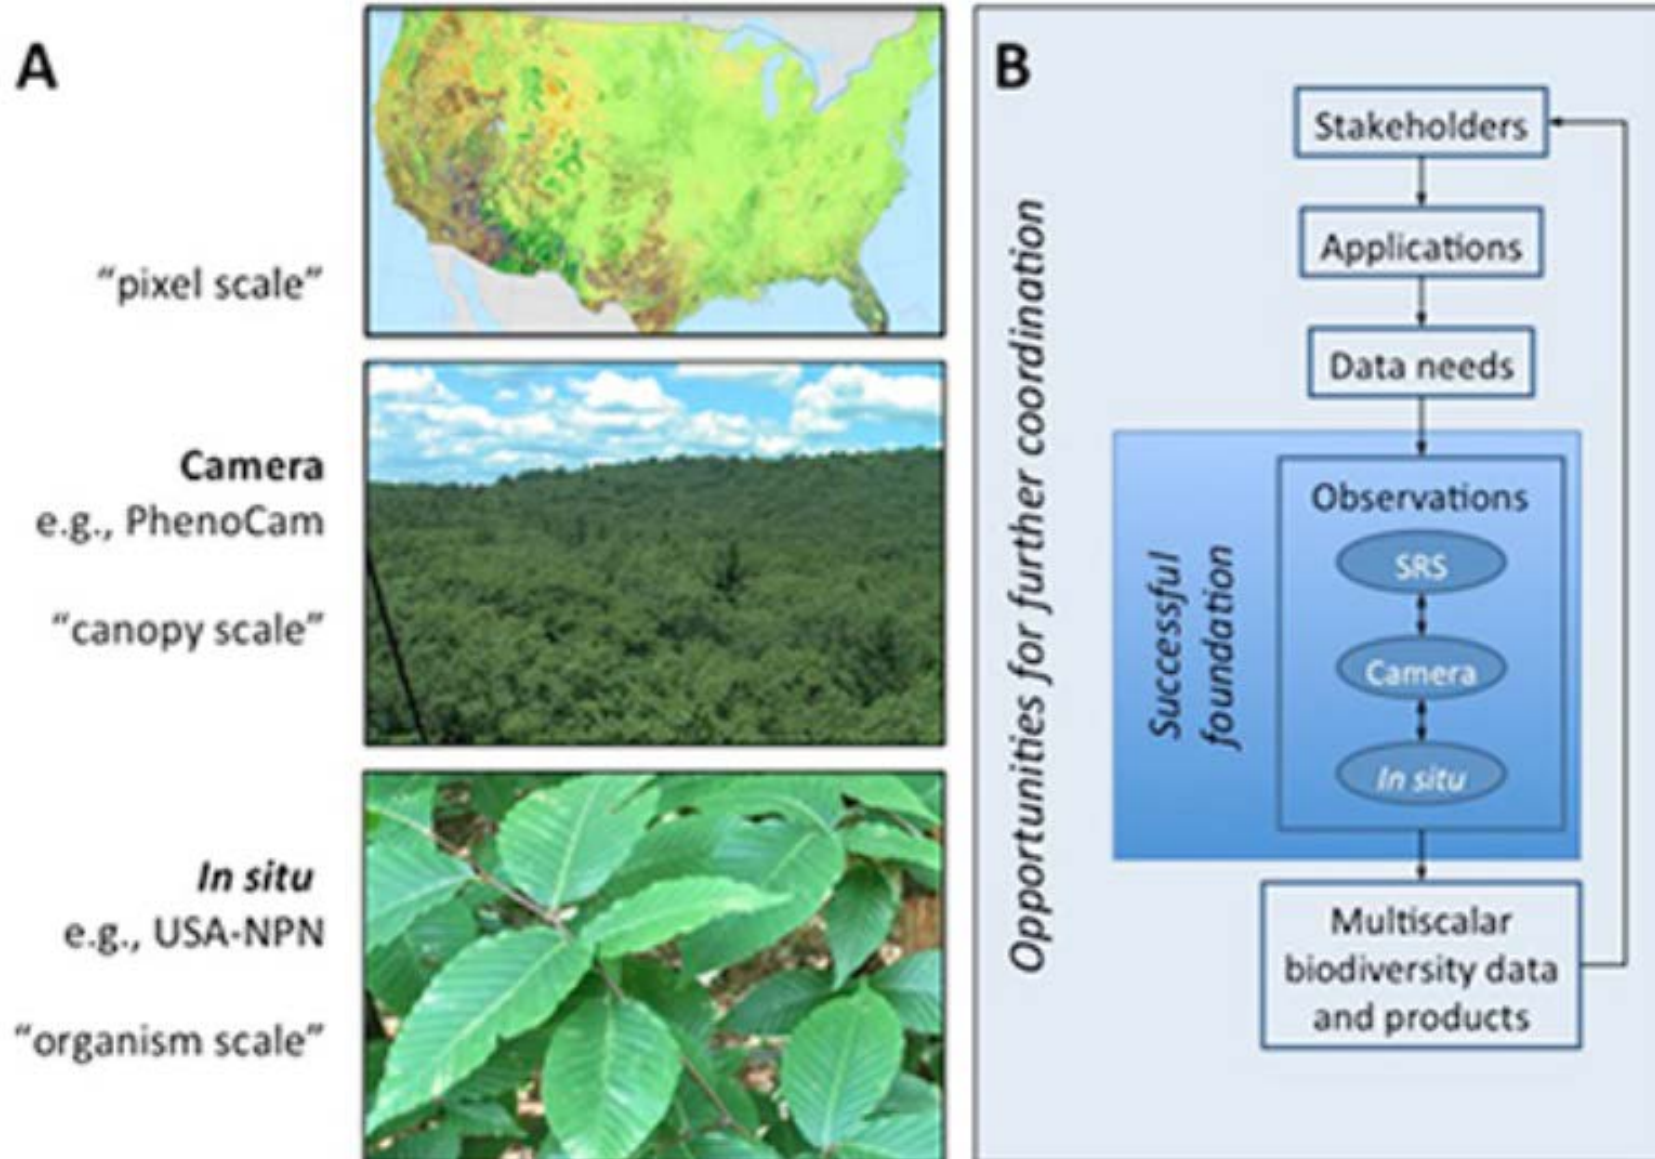 A
"pixel scale"
Camera
e.g., PhenoCam
"canopy scale"
In situ
e.g., USA-NPN
"organism scale"
B
Opportunities for further coordination
Stakeholders
Applications
Data needs
Successful
foundation
Observations
SRS
Camera
In situ
Multiscalar
biodiversity data
and products